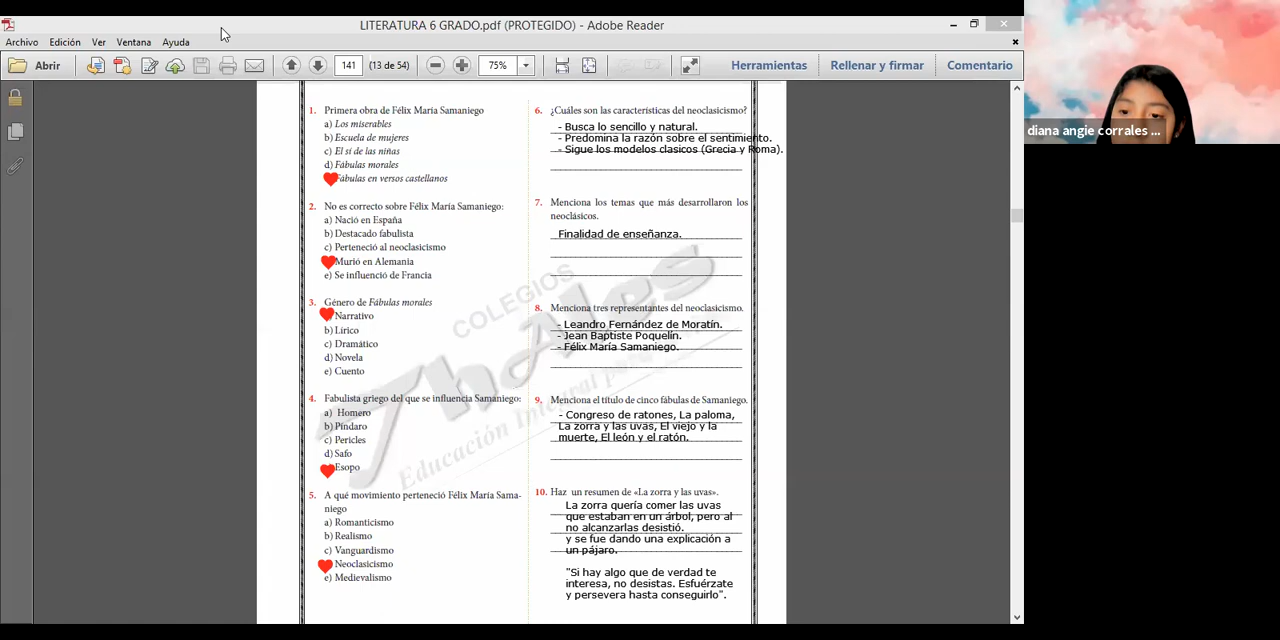 LITERATURA 6 GRADO.pdf (PROTEGIDO) - Adobe Reader
Archivo Edición Ver Ventana Ayuda
Abrir 141 (13 de 54) 75% Herramientas Rellenar y firmar Comentario
diana angie corrales ...
1. Primera obra de Félix María Samaniego
a) Los miserables
b) Escuela de mujeres
c) El sí de las niñas
d) Fábulas morales
Fábulas en versos castellanos
2. No es correcto sobre Félix María Samaniego:
a) Nació en España
b) Destacado fabulista
c) Perteneció al neoclasicismo
Murió en Alemania
e) Se influenció de Francia
3. Género de Fábulas morales
Narrativo
b) Lírico
c) Dramático
d) Novela
e) Cuento
4. Fabulista griego del que se influencia Samaniego:
a) Homero
b) Píndaro
c) Pericles
d) Safo
Esopo
5. A qué movimiento perteneció Félix María Sama-
niego
a) Romanticismo
b) Realismo
c) Vanguardismo
Neoclasicismo
e) Medievalismo
6. ¿Cuáles son las características del neoclasicismo?
- Busca lo sencillo y natural.
- Predomina la razón sobre el sentimiento.
- Sigue los modelos clasicos (Grecia y Roma).
7. Menciona los temas que más desarrollaron los
neoclásicos.
Finalidad de enseñanza.
8. Menciona tres representantes del neoclasicismo.
- Leandro Fernández de Moratín.
- Jean Baptiste Poquelín.
- Félix María Samaniego.
9. Menciona el título de cinco fábulas de Samaniego.
- Congreso de ratones, La paloma,
La zorra y las uvas, El viejo y la
muerte, El león y el ratón.
10. Haz un resumen de «La zorra y las uvas».
La zorra quería comer las uvas
que estaban en un árbol, pero al
no alcanzarlas desistió.
y se fue dando una explicación a
un pájaro.
"Si hay algo que de verdad te
interesa, no desistas. Esfuérzate
y persevera hasta conseguirlo".
COLEGIOS
Thales
Educación Integral